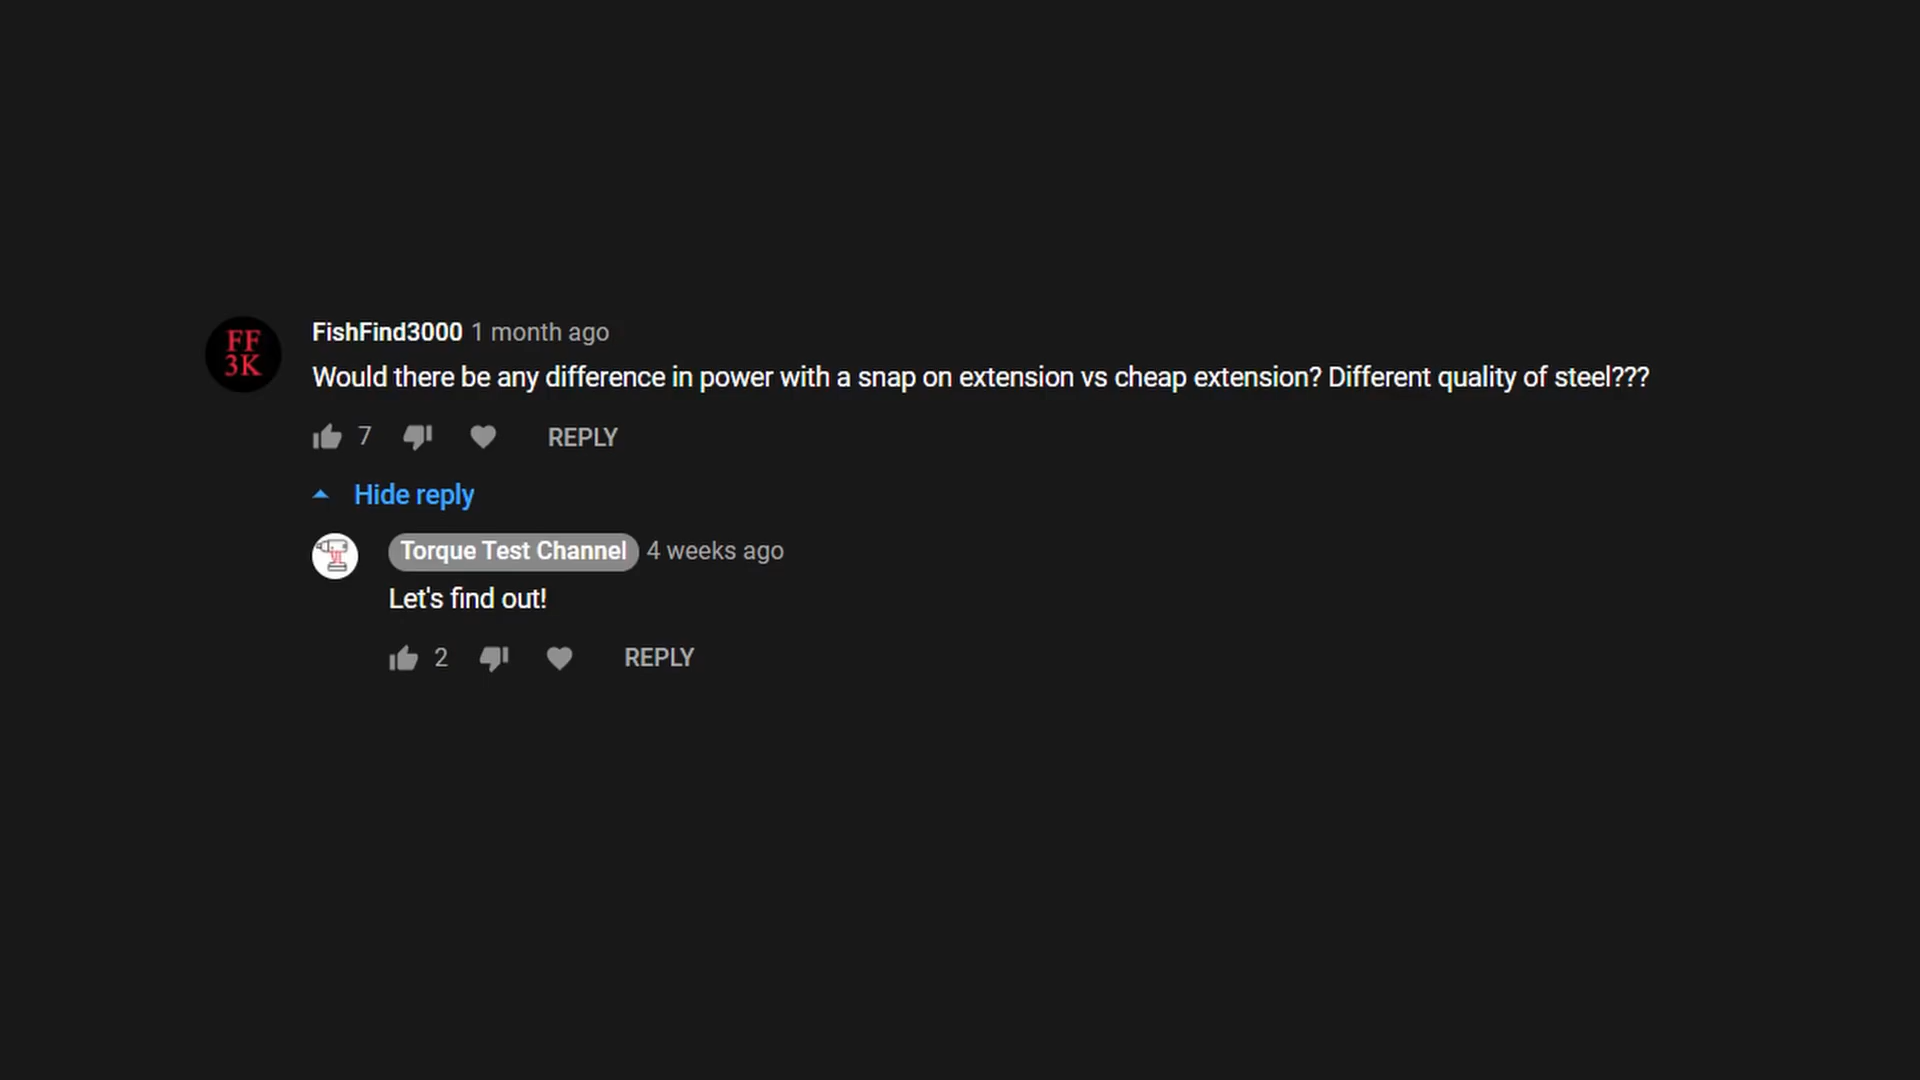 FF
3K
FishFind3000 1 month ago
Would there be any difference in power with a snap on extension vs cheap extension? Different quality of steel???
7 REPLY
Hide reply
Torque Test Channel 4 weeks ago
Let's find out!
2 REPLY